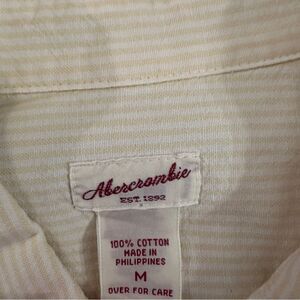 Abercrombie
EST. 1892
100% COTTON
MADE IN
PHILIPPINES
M
OVER FOR CARE